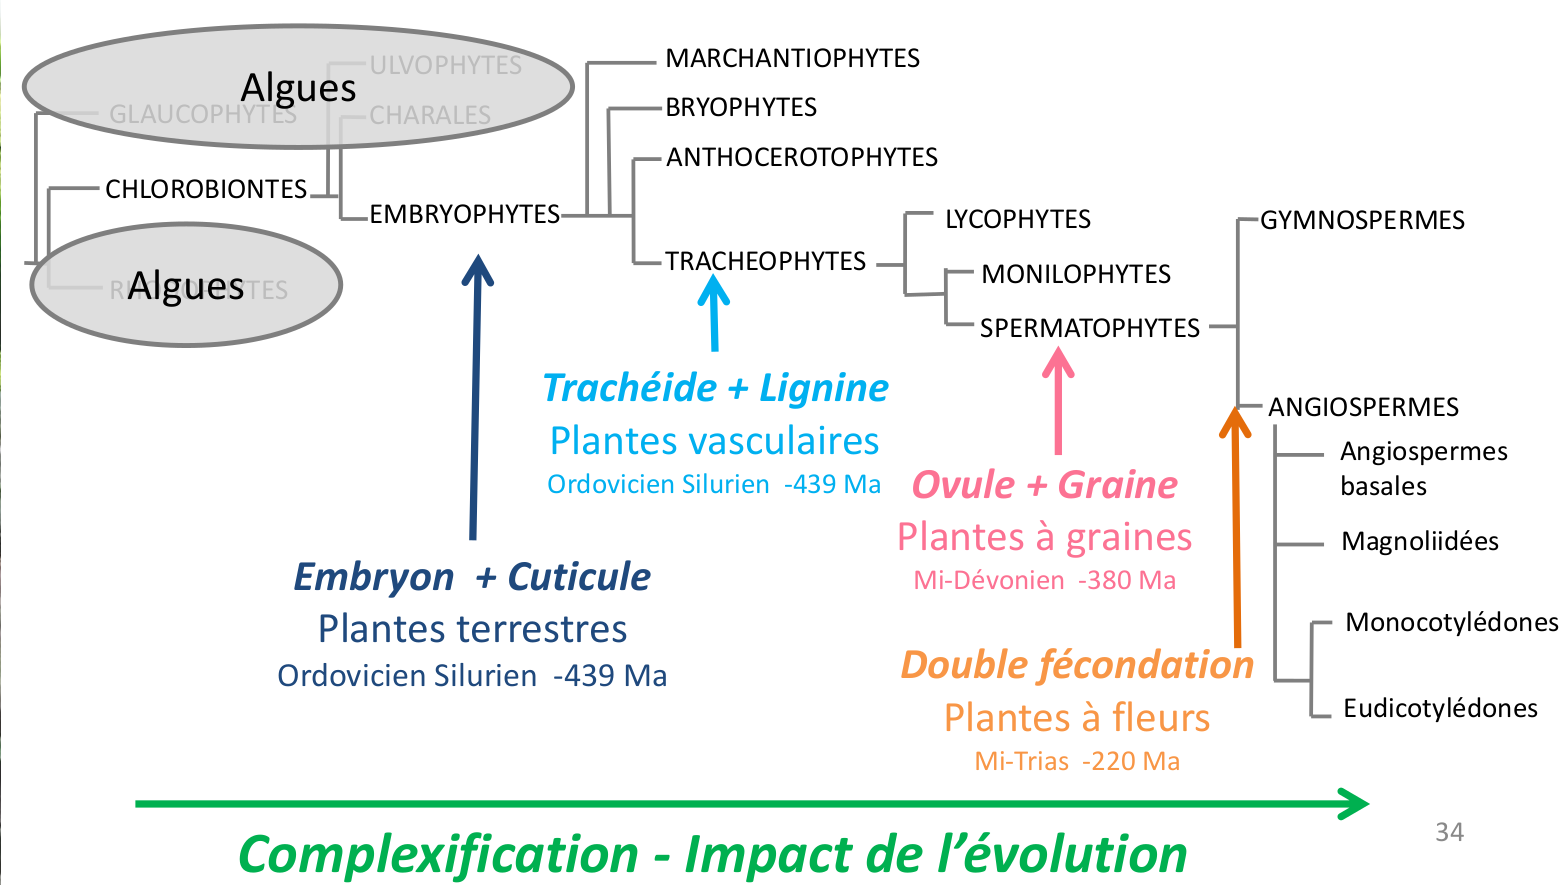 Algues
ULVOPHYTES
GLAUCOPHYTES
CHARALES
CHLOROBIONTES
EMBRYOPHYTES
Algues
MARCHANTIOPHYTES
BRYOPHYTES
ANTHOCEROTOPHYTES
TRACHEOPHYTES
LYCOPHYTES
MONILOPHYTES
SPERMATOPHYTES
GYMNOSPERMES
ANGIOSPERMES
Angiospermes
basales
Magnoliidées
Monocotylédones
Eudicotylédones
Trachéide + Lignine
Plantes vasculaires
Ordovicien Silurien -439 Ma
Ovule + Graine
Plantes à graines
Mi-Dévonien -380 Ma
Embryon + Cuticule
Plantes terrestres
Ordovicien Silurien -439 Ma
Double fécondation
Plantes à fleurs
Mi-Trias -220 Ma
Complexification - Impact de l’évolution
34